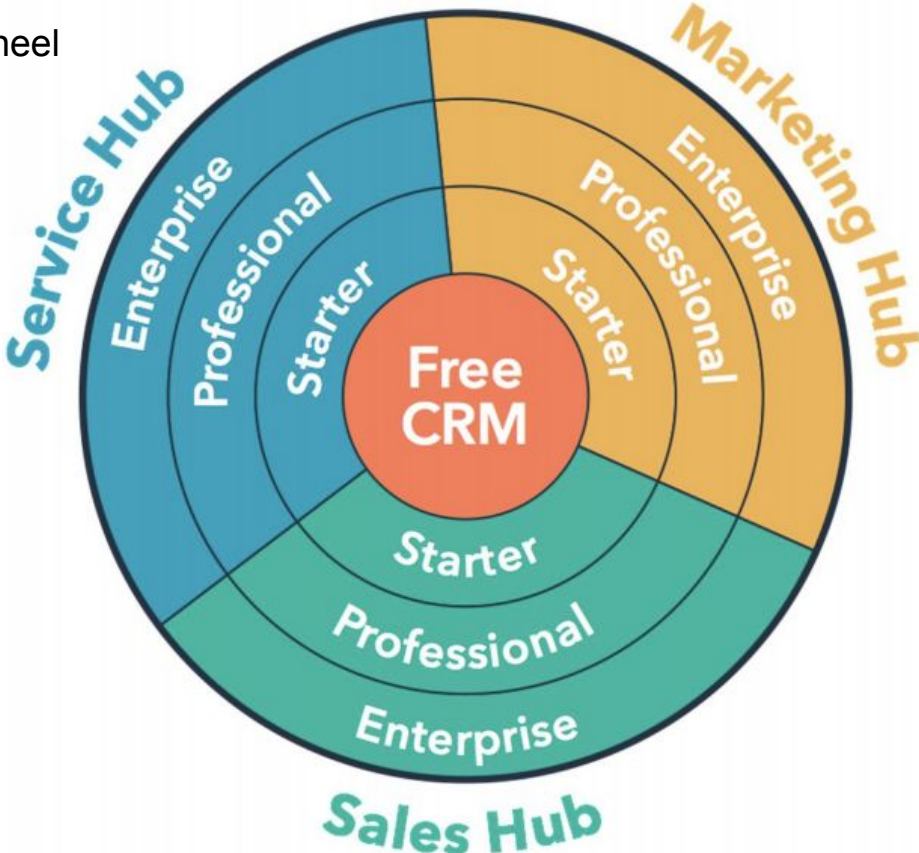 heel
Service Hub
Enterprise
Professional
Starter
Marketing Hub
Enterprise
Professional
Starter
Free
CRM
Starter
Professional
Enterprise
Sales Hub